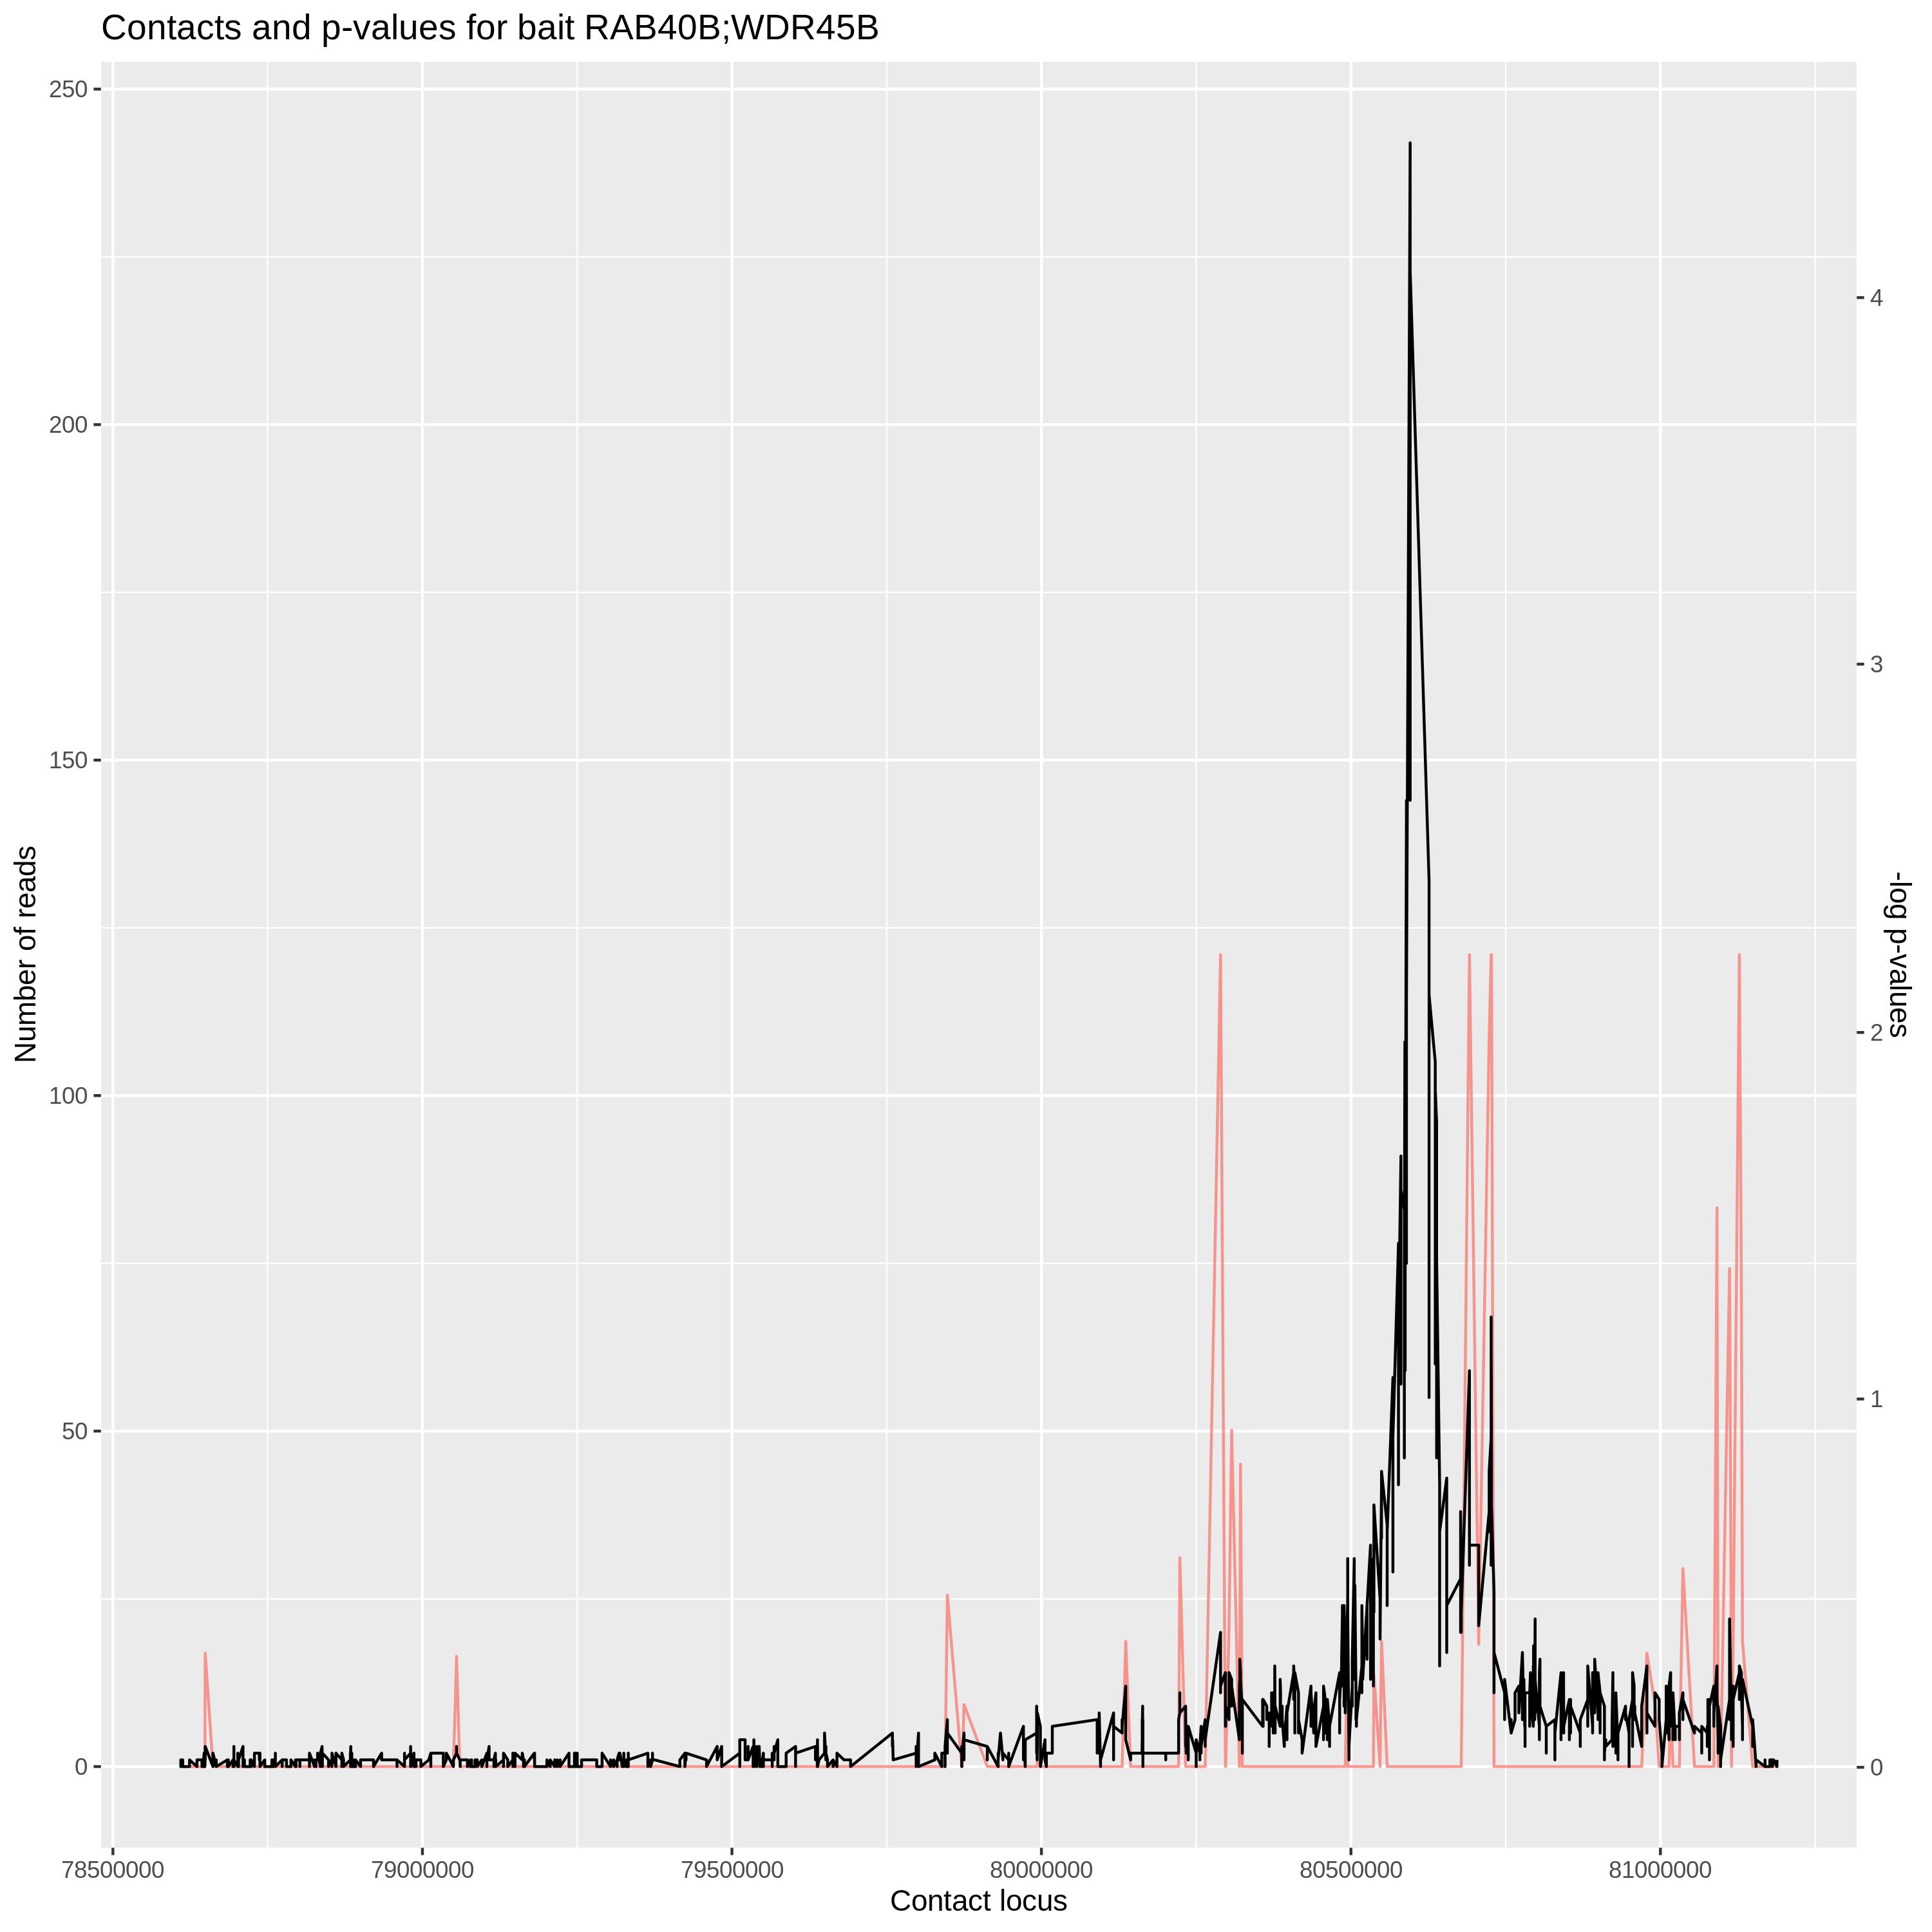 Contacts and p-values for bait RAB40B;WDR45B
250
200
150
100
50
0
Number of reads
4
3
2
1
0
-log p-values
78500000 79000000 79500000 80000000 80500000 81000000
Contact locus